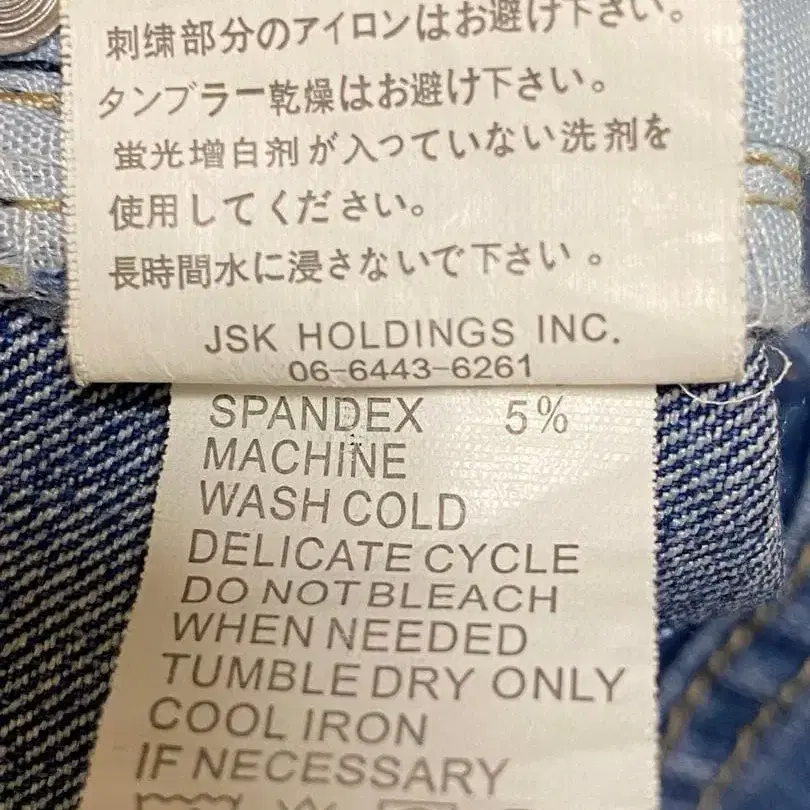 刺繍部分のアイロンはお避け下さい。
タンブラー乾燥はお避け下さい。
蛍光増白剤が入つていない洗剤を
使用してください。
長時間水に浸さないで下さい。
JSK HOLDINGS INC.
06-6443-6261
SPANDEX 5%
MACHINE
WASH COLD
DELICATE CYCLE
DO NOT BLEACH
WHEN NEEDED
TUMBLE DRY ONLY
COOL IRON
IF NECESSARY